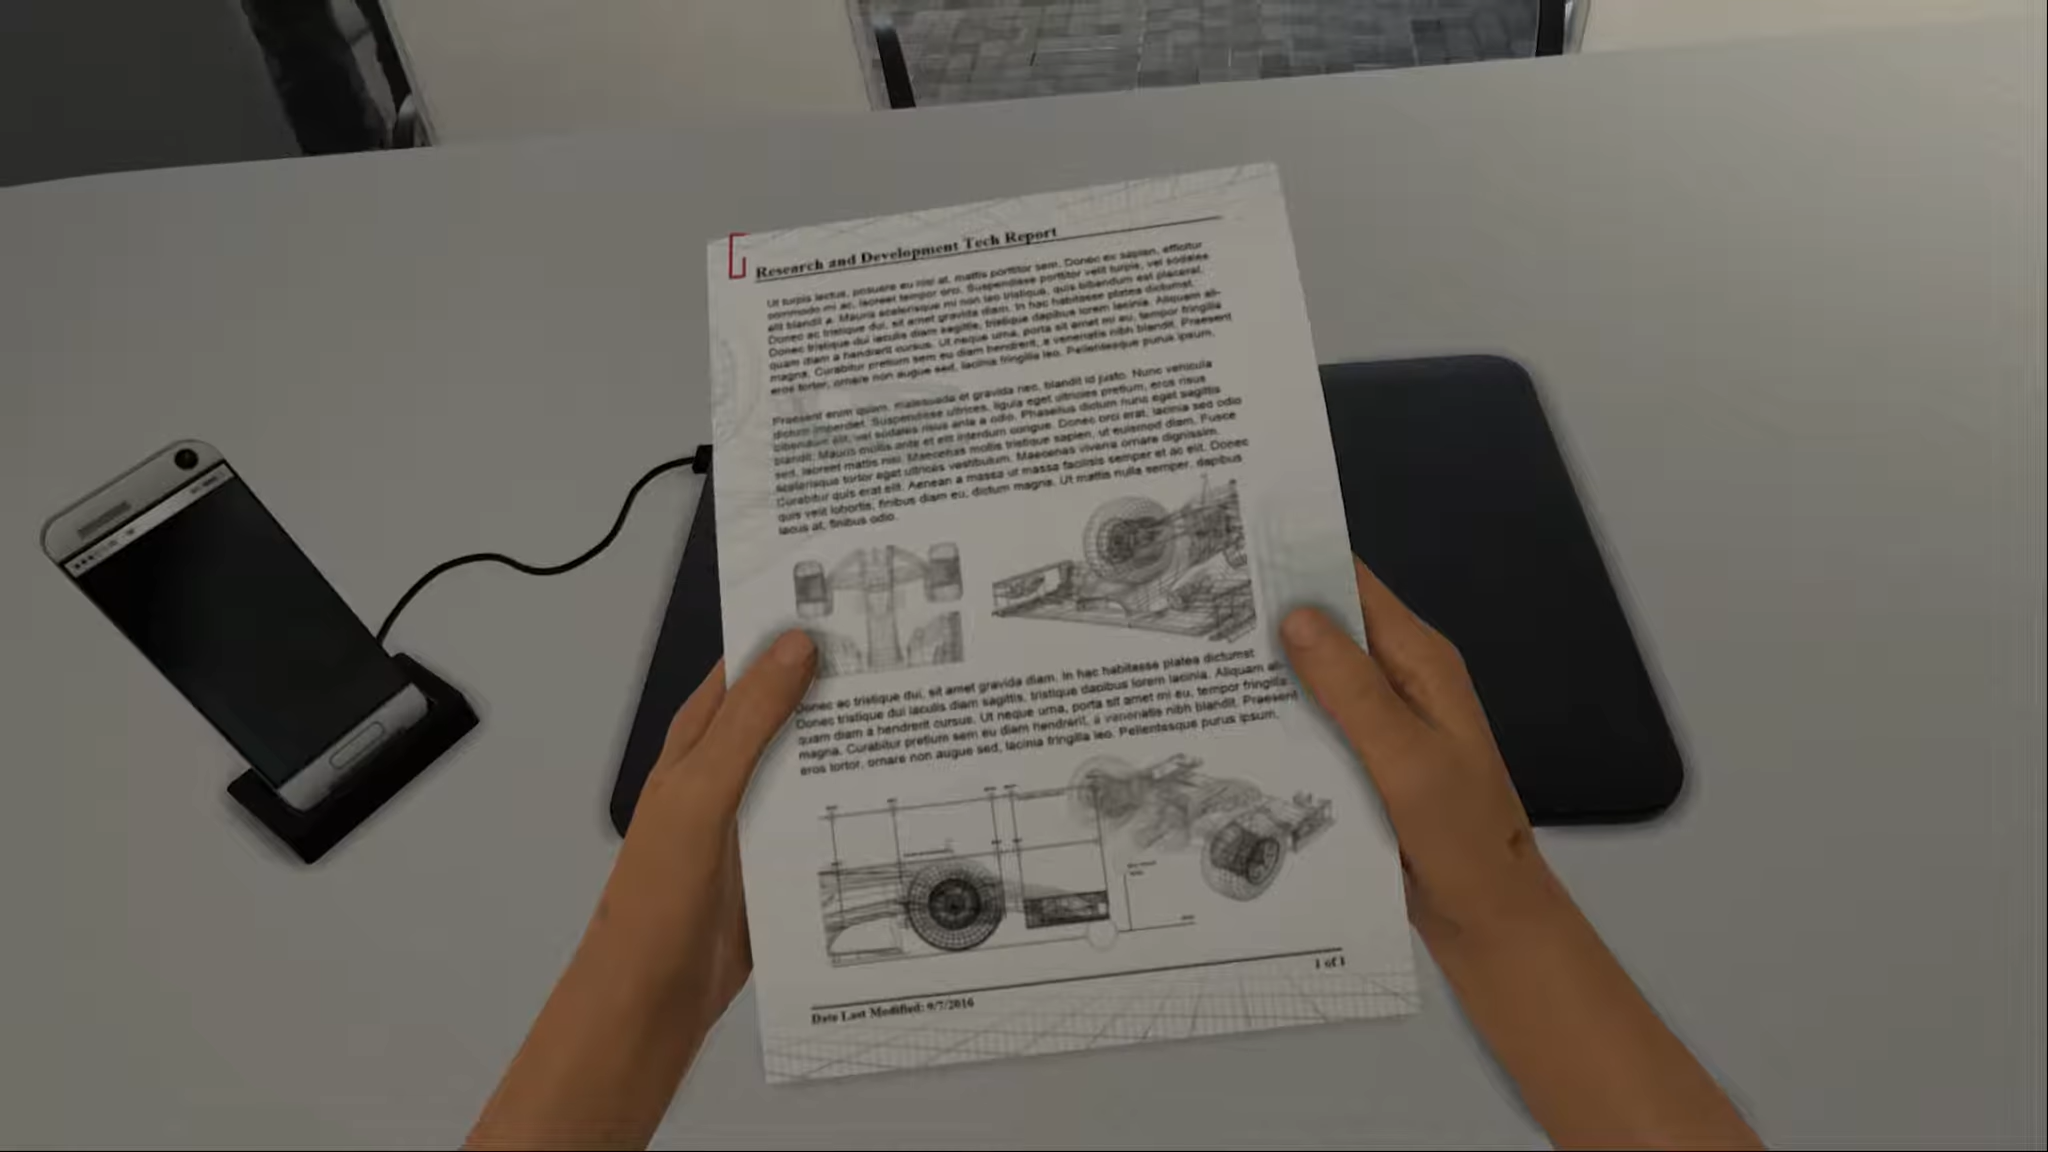 Research and Development Tech Report
Ut turpis lectus, posuere eu nisl at, mattis porttitor sem. Donec ex sapien, efficitur
commodo mi ac, laoreet tempor orci. Suspendisse porttitor velit turpis, vel sodales
elit blandit a. Mauris scelerisque mi non leo tristique, quis bibendum est placerat.
Donec ac tristique dui, sit amet gravida diam. In hac habitasse platea dictumst.
Donec tristique dui iaculis diam sagittis, tristique dapibus lorem lacinia. Aliquam ali-
quam diam a hendrerit cursus. Ut neque urna, porta sit amet mi eu, tempor fringilla
magna. Curabitur pretium sem eu diam hendrerit, a venenatis nibh blandit. Praesent
eros tortor, ornare non augue sed, lacinia fringilla leo. Pellentesque purus ipsum,
Praesent enim quam, malesuada et gravida nec, blandit id justo. Nunc vehicula
dictum imperdiet. Suspendisse ultrices, ligula eget ultricies pretium, eros risus
bibendum elit, vel sodales risus ante a odio. Phasellus dictum nunc eget sagittis
blandit. Mauris mollis ante et elit interdum congue. Donec orci erat, lacinia sed odio
sed, laoreet mattis nisi. Maecenas mollis tristique sapien, ut euismod diam. Fusce
scelerisque tortor eget ultrices vestibulum. Maecenas viverra ornare dignissim.
Curabitur quis erat elit. Aenean a massa ut massa facilisis semper et ac elit. Donec
quis velit lobortis, finibus diam eu, dictum magna. Ut mattis nulla semper, dapibus
lacus at, finibus odio.
Donec ac tristique dui, sit amet gravida diam. In hac habitasse platea dictumst
Donec tristique dui iaculis diam sagittis, tristique dapibus lorem lacinia. Aliquam ali-
quam diam a hendrerit cursus. Ut neque urna, porta sit amet mi eu, tempor fringilla
magna. Curabitur pretium sem eu diam hendrerit, a venenatis nibh blandit. Praesent
eros tortor, ornare non augue sed, lacinia fringilla leo. Pellentesque purus ipsum,
1 of 1
Date Last Modified: 9/7/2016